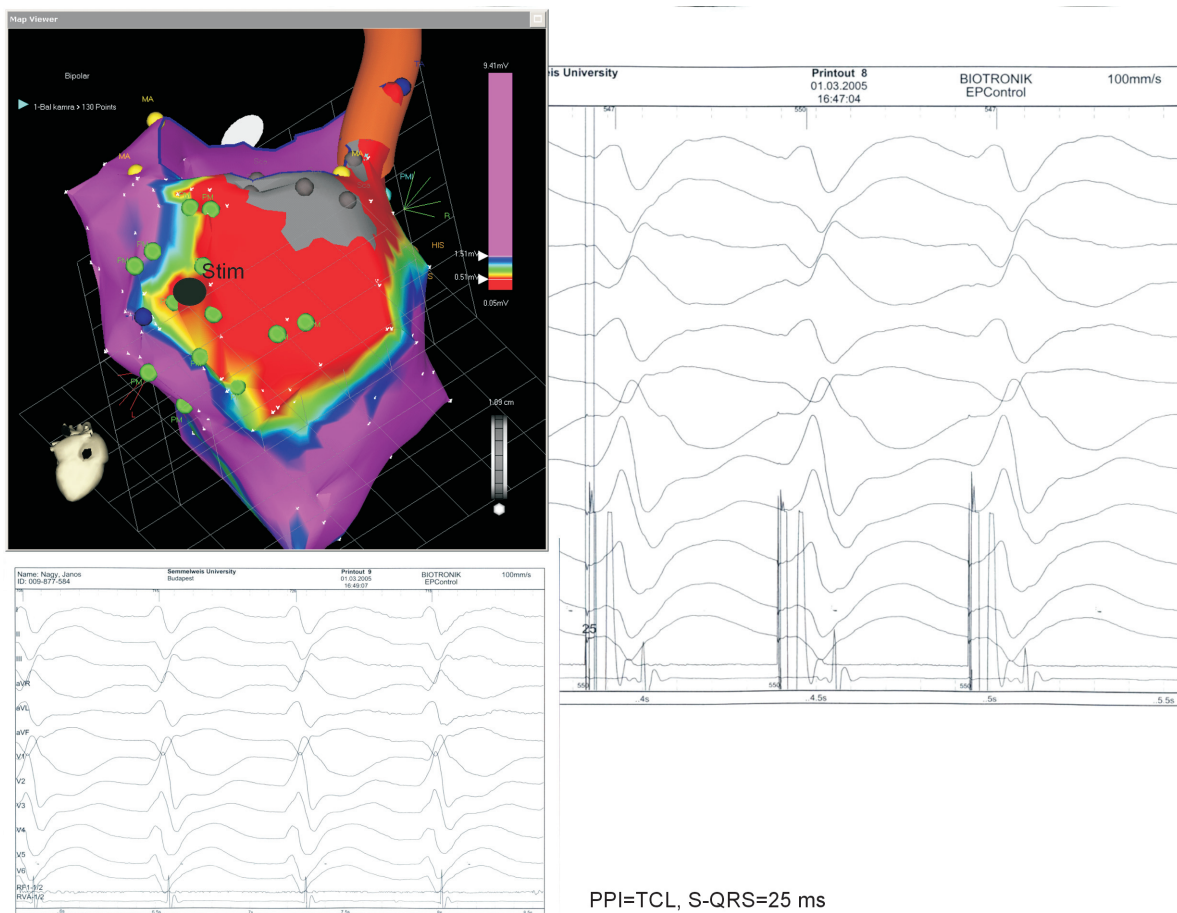 Map Viewer
Bipolar
1-Bal kamra > 130 Points
MA
MA
MA
PM
PM
PM
PM
PM
Stim
PM
R
HIS
S
9.41mV
1.51mV
0.51mV
0.05mV
1.09 cm
is University
Printout 8
01.03.2005
16:47:04
BIOTRONIK
EPControl
100mm/s
547
550
547
25
550
550
550
..4s
..4.5s
..5s
..5.5s
Name: Nagy, Janos
ID: 009-877-584
Semmelweis University
Budapest
Printout 9
01.03.2005
16:49:07
BIOTRONIK
EPControl
100mm/s
I
II
III
aVR
aVL
aVF
V1
V2
V3
V4
V5
V6
RF1-1/2
RVA-1/2
PPI=TCL, S-QRS=25 ms